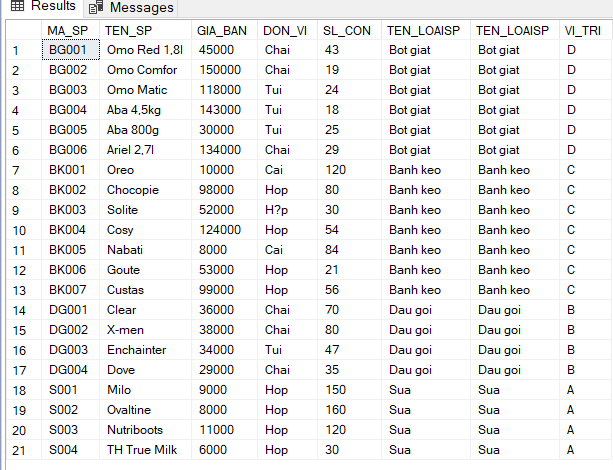 Results Messages
MA_SP TEN_SP GIA_BAN DON_VI SL_CON TEN_LOAISP TEN_LOAISP VI_TRI
1 BG001 Omo Red 1,8l 45000 Chai 43 Bot giat Bot giat D
2 BG002 Omo Comfor 150000 Chai 19 Bot giat Bot giat D
3 BG003 Omo Matic 118000 Tui 24 Bot giat Bot giat D
4 BG004 Aba 4,5kg 143000 Tui 18 Bot giat Bot giat D
5 BG005 Aba 800g 30000 Tui 25 Bot giat Bot giat D
6 BG006 Ariel 2,7l 134000 Chai 29 Bot giat Bot giat D
7 BK001 Oreo 10000 Cai 120 Banh keo Banh keo C
8 BK002 Chocopie 98000 Hop 80 Banh keo Banh keo C
9 BK003 Solite 52000 H?p 30 Banh keo Banh keo C
10 BK004 Cosy 124000 Hop 54 Banh keo Banh keo C
11 BK005 Nabati 8000 Cai 84 Banh keo Banh keo C
12 BK006 Goute 53000 Hop 21 Banh keo Banh keo C
13 BK007 Custas 99000 Hop 56 Banh keo Banh keo C
14 DG001 Clear 36000 Chai 70 Dau goi Dau goi B
15 DG002 X-men 38000 Chai 80 Dau goi Dau goi B
16 DG003 Enchainter 34000 Tui 47 Dau goi Dau goi B
17 DG004 Dove 29000 Chai 35 Dau goi Dau goi B
18 S001 Milo 9000 Hop 150 Sua Sua A
19 S002 Ovaltine 8000 Hop 160 Sua Sua A
20 S003 Nutriboots 11000 Hop 120 Sua Sua A
21 S004 TH True Milk 6000 Hop 30 Sua Sua A